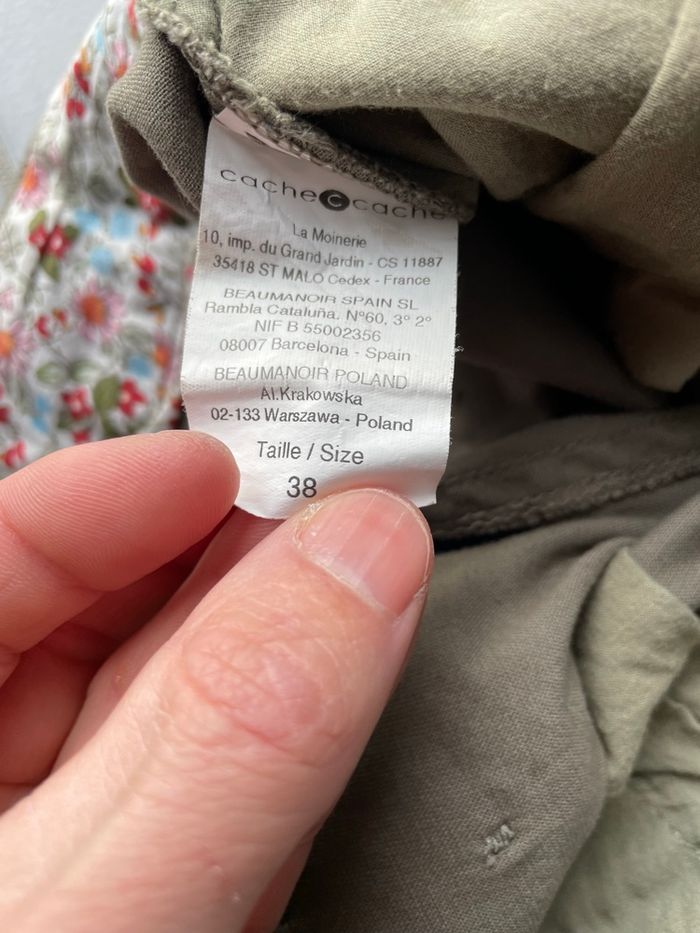 cache c cache
La Moinerie
10, imp. du Grand Jardin - CS 11887
35418 ST MALO Cedex - France
BEAUMANOIR SPAIN SL
Rambla Cataluña. Nº60, 3º 2º
NIF B 55002356
08007 Barcelona - Spain
BEAUMANOIR POLAND
Al.Krakowska
02-133 Warszawa - Poland
Taille / Size
38